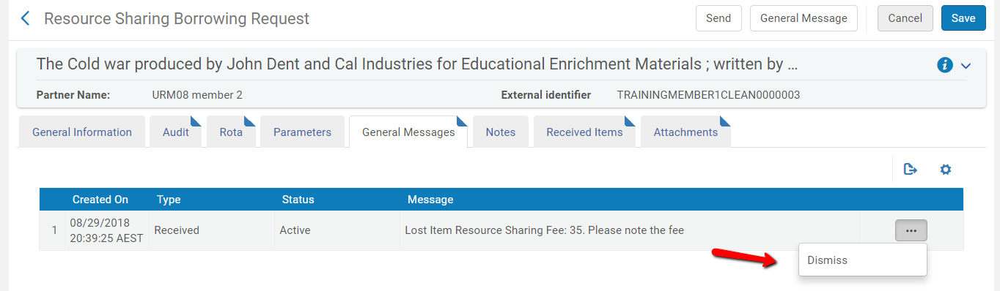 Resource Sharing Borrowing Request
Send
General Message
Cancel
Save
The Cold war produced by John Dent and Cal Industries for Educational Enrichment Materials ; written by ...
Partner Name: URM08 member 2 External identifier TRAININGMEMBER1CLEAN0000003
General Information Audit Rota Parameters General Messages Notes Received Items Attachments
Created On Type Status Message
1 08/29/2018 20:39:25 AEST Received Active Lost Item Resource Sharing Fee: 35. Please note the fee
Dismiss